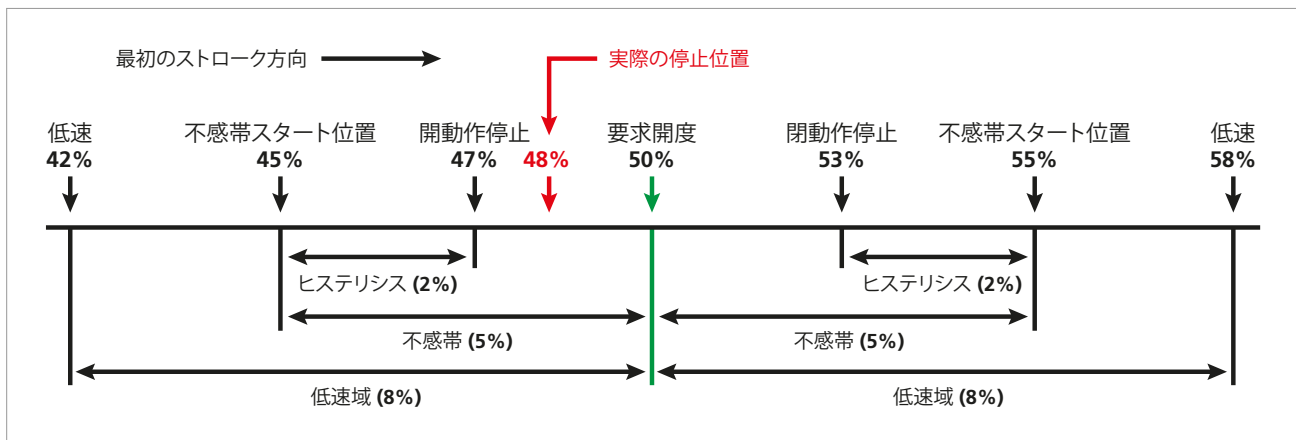 最初のストローク方向
実際の停止位置
低速
42%
不感帯スタート位置
45%
開動作停止
47%
48%
要求開度
50%
閉動作停止
53%
不感帯スタート位置
55%
低速
58%
ヒステリシス (2%)
ヒステリシス (2%)
不感帯 (5%)
不感帯 (5%)
低速域 (8%)
低速域 (8%)